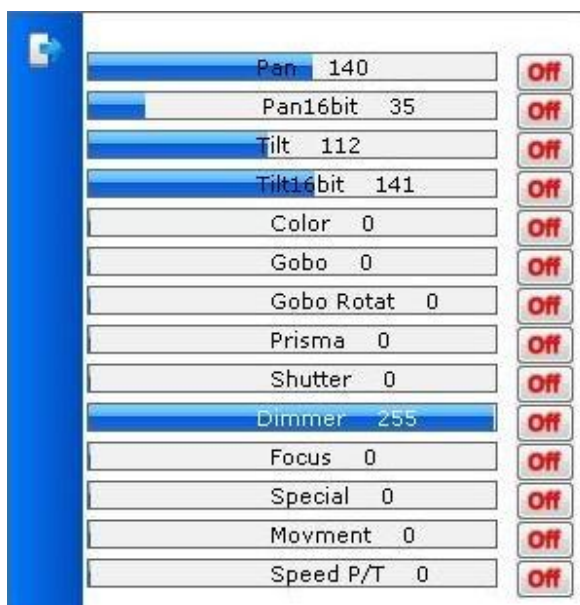 Pan 140 Off
Pan16bit 35 Off
Tilt 112 Off
Tilt16bit 141 Off
Color 0 Off
Gobo 0 Off
Gobo Rotat 0 Off
Prisma 0 Off
Shutter 0 Off
Dimmer 255 Off
Focus 0 Off
Special 0 Off
Movment 0 Off
Speed P/T 0 Off